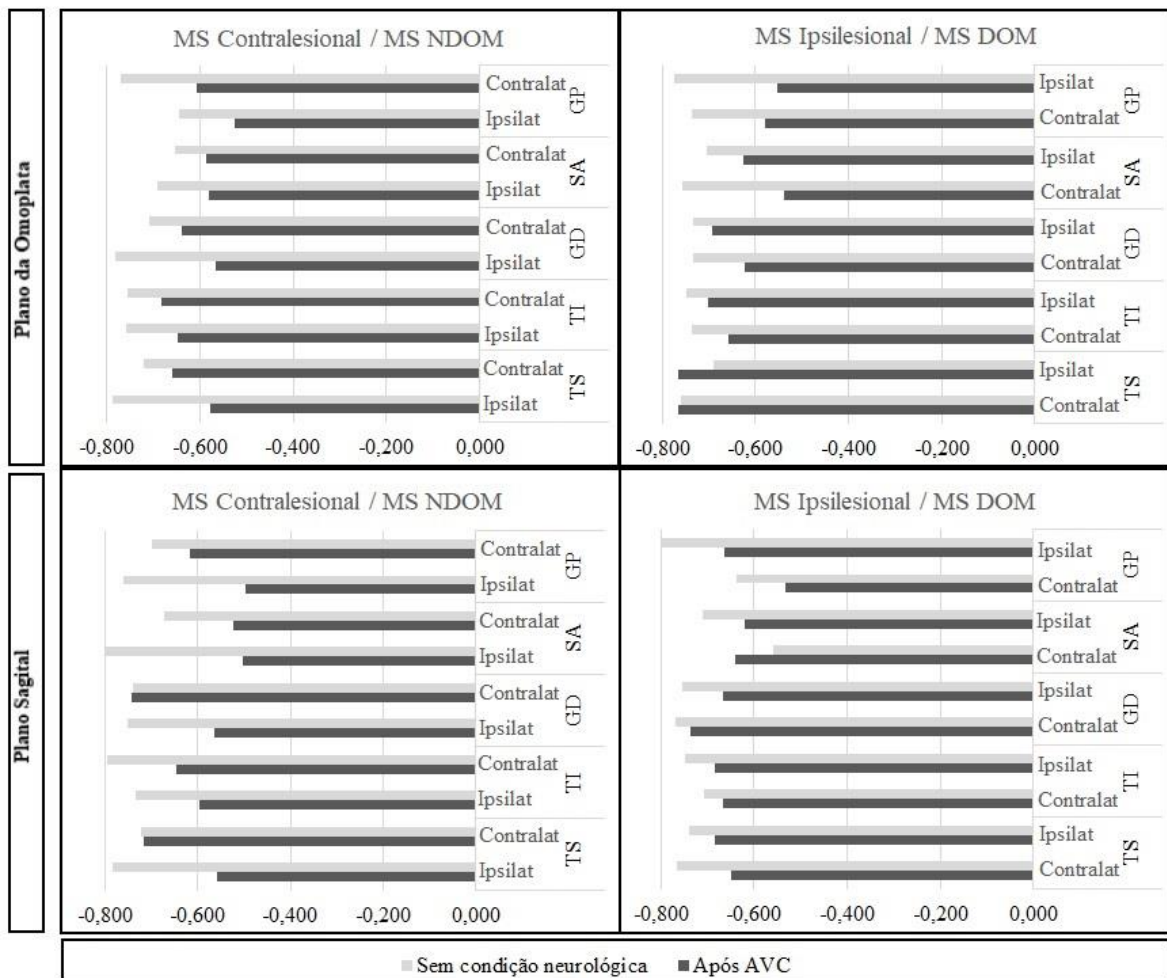 Plano da Omoplata
MS Contralesional / MS NDOM
Contralat
Ipsilat
GP
Contralat
Ipsilat
SA
Contralat
Ipsilat
GD
Contralat
Ipsilat
TI
Contralat
Ipsilat
TS
-0,800 -0,600 -0,400 -0,200 0,000
MS Ipsilesional / MS DOM
Ipsilat
Contralat
GP
Ipsilat
Contralat
SA
Ipsilat
Contralat
GD
Ipsilat
Contralat
TI
Ipsilat
Contralat
TS
-0,800 -0,600 -0,400 -0,200 0,000
Plano Sagital
MS Contralesional / MS NDOM
Contralat
Ipsilat
GP
Contralat
Ipsilat
SA
Contralat
Ipsilat
GD
Contralat
Ipsilat
TI
Contralat
Ipsilat
TS
-0,800 -0,600 -0,400 -0,200 0,000
MS Ipsilesional / MS DOM
Ipsilat
Contralat
GP
Ipsilat
Contralat
SA
Ipsilat
Contralat
GD
Ipsilat
Contralat
TI
Ipsilat
Contralat
TS
-0,800 -0,600 -0,400 -0,200 0,000
Sem condição neurológica Após AVC